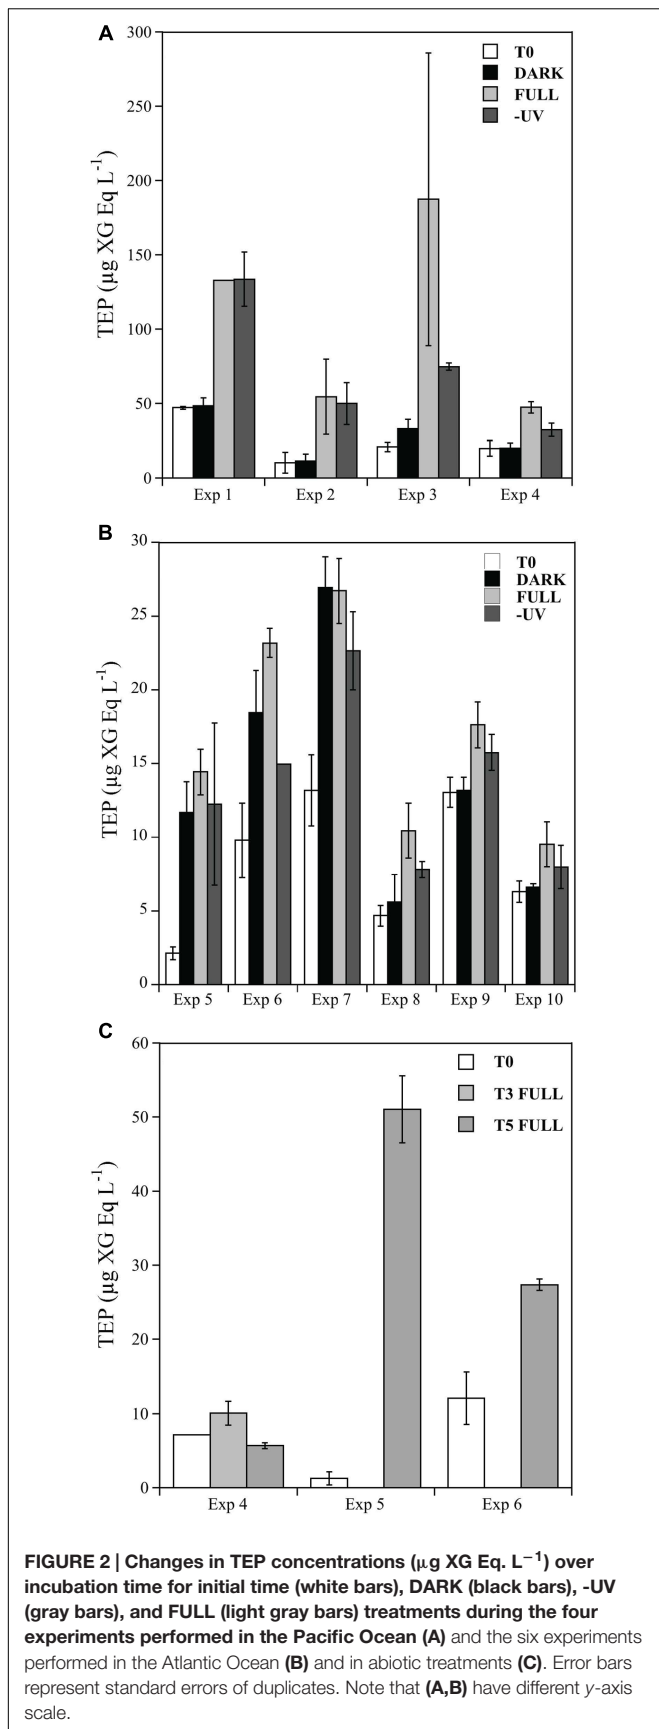 A
300
250
200
150
100
50
0
TEP (µg XG Eq L⁻¹)
T0
DARK
FULL
-UV
Exp 1 Exp 2 Exp 3 Exp 4
B
30
25
20
15
10
5
0
TEP (µg XG Eq L⁻¹)
T0
DARK
FULL
-UV
Exp 5 Exp 6 Exp 7 Exp 8 Exp 9 Exp 10
C
60
50
40
30
20
10
0
TEP (µg XG Eq L⁻¹)
T0
T3 FULL
T5 FULL
Exp 4 Exp 5 Exp 6
FIGURE 2 | Changes in TEP concentrations (µg XG Eq. L⁻¹) over
incubation time for initial time (white bars), DARK (black bars), -UV
(gray bars), and FULL (light gray bars) treatments during the four
experiments performed in the Pacific Ocean (A) and the six experiments
performed in the Atlantic Ocean (B) and in abiotic treatments (C). Error bars
represent standard errors of duplicates. Note that (A,B) have different y-axis
scale.